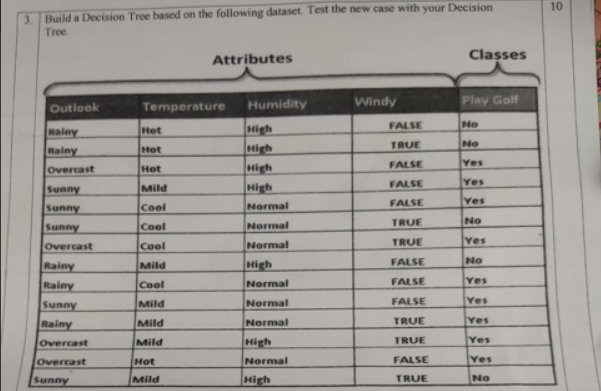 3. Build a Decision Tree based on the following dataset. Test the new case with your Decision 10
Tree.
Attributes Classes
Outlook Temperature Humidity Windy Play Golf
Rainy Hot High FALSE No
Rainy Hot High TRUE No
Overcast Hot High FALSE Yes
Sunny Mild High FALSE Yes
Sunny Cool Normal FALSE Yes
Sunny Cool Normal TRUE No
Overcast Cool Normal TRUE Yes
Rainy Mild High FALSE No
Rainy Cool Normal FALSE Yes
Sunny Mild Normal FALSE Yes
Rainy Mild Normal TRUE Yes
Overcast Mild High TRUE Yes
Overcast Hot Normal FALSE Yes
Sunny Mild High TRUE No